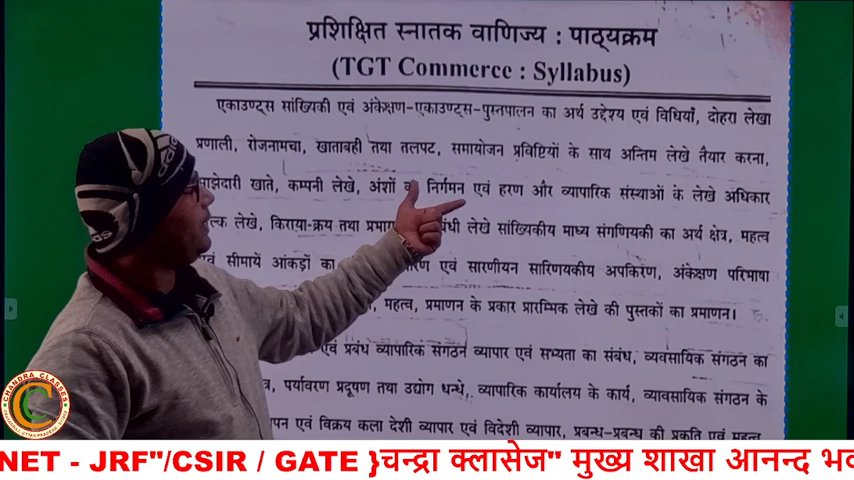 प्रशिक्षित स्नातक वाणिज्य : पाठ्यक्रम
(TGT Commerce : Syllabus)
एकाउण्ट्स सांख्यिकी एवं अंकेक्षण-एकाउण्ट्स-पुस्तपालन का अर्थ उद्देश्य एवं विधियाँ, दोहरा लेखा
प्रणाली, रोजनामचा, खाताबही तथा तलपट, समायोजन प्रविष्टियों के साथ अन्तिम लेखे तैयार करना,
साझेदारी खाते, कम्पनी लेखे, अंशों का निर्गमन एवं हरण और व्यापारिक संस्थाओं के लेखे अधिकार
लेखे, किराया-क्रय तथा लेखे सांख्यिकीय माध्य संगणियकी का अर्थ क्षेत्र, महत्व
एवं सीमायें आंकड़ों का एवं सारणीयन सारिणयकीय अपकिरण, अंकेक्षण परिभाषा
महत्व, प्रमाणन के प्रकार प्रारम्भिक लेखे की पुस्तकों का प्रमाणन।
एवं प्रबंध व्यापारिक संगठन व्यापार एवं सभ्यता का संबंध, व्यवसायिक संगठन का
पर्यावरण प्रदूषण तथा उद्योग धन्धे, व्यापारिक कार्यालय के कार्य, व्यावसायिक संगठन के
एवं विक्रय कला देशी व्यापार एवं विदेशी व्यापार, प्रबन्ध-प्रबन्ध की प्रकृति एवं महत्व
adidas
CHANDRA CLASSES
NET - JRF"/CSIR / GATE }चन्द्रा क्लासेज" मुख्य शाखा आनन्द